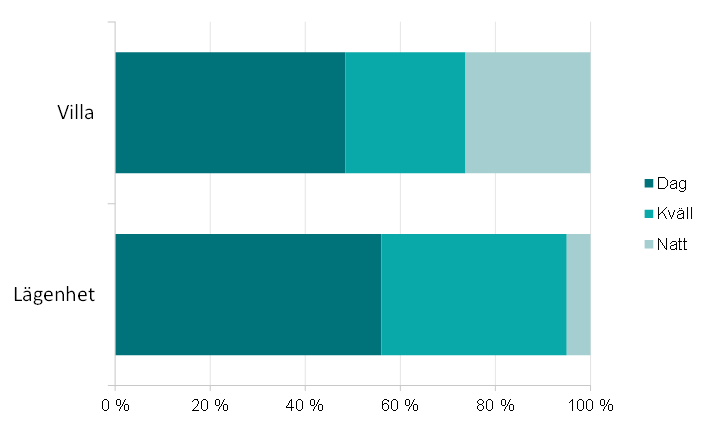 Villa
Lägenhet
0 %
20 %
40 %
60 %
80 %
100 %
Dag
Kväll
Natt